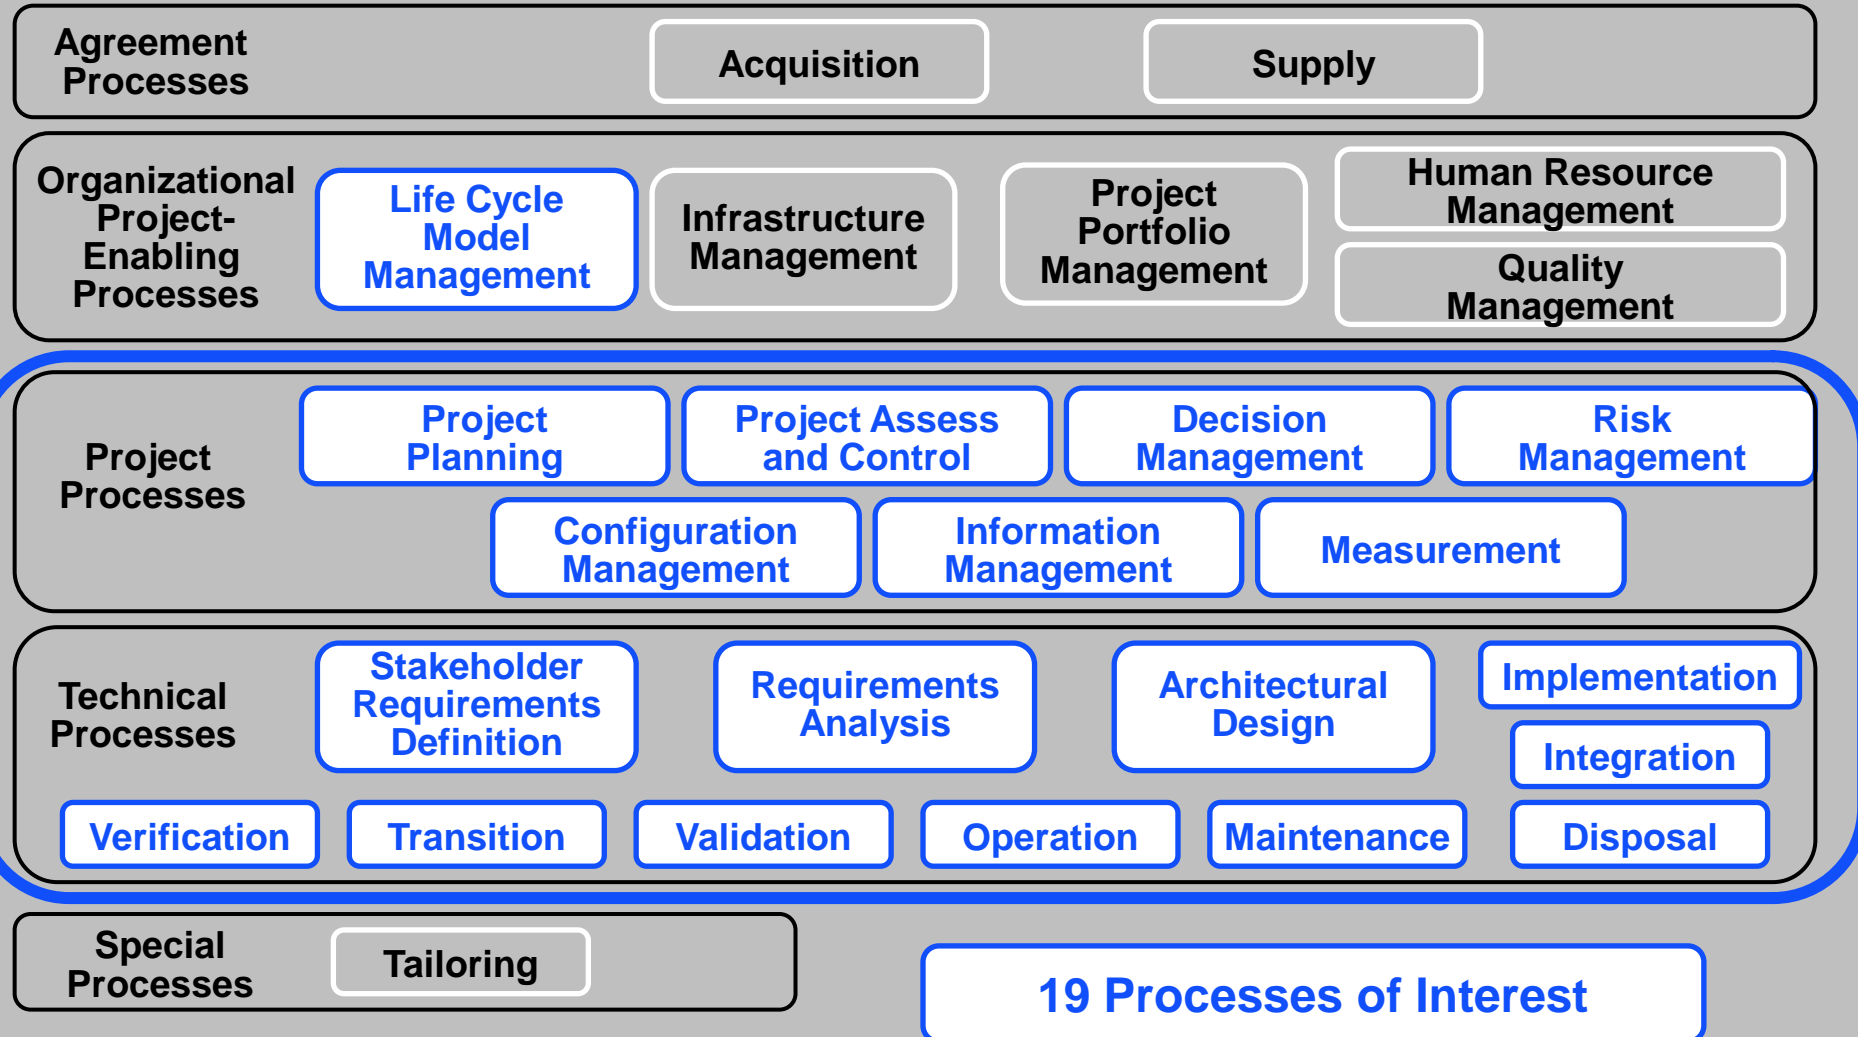 Agreement
Processes
Acquisition
Supply
Organizational
Project-
Enabling
Processes
Life Cycle
Model
Management
Infrastructure
Management
Project
Portfolio
Management
Human Resource
Management
Quality
Management
Project
Processes
Project
Planning
Project Assess
and Control
Decision
Management
Risk
Management
Configuration
Management
Information
Management
Measurement
Technical
Processes
Stakeholder
Requirements
Definition
Requirements
Analysis
Architectural
Design
Implementation
Integration
Verification
Transition
Validation
Operation
Maintenance
Disposal
Special
Processes
Tailoring
19 Processes of Interest